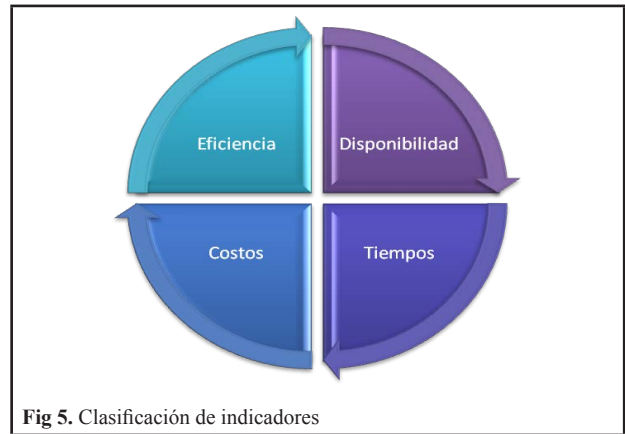 Eficiencia
Disponibilidad
Costos
Tiempos
Fig 5. Clasificación de indicadores